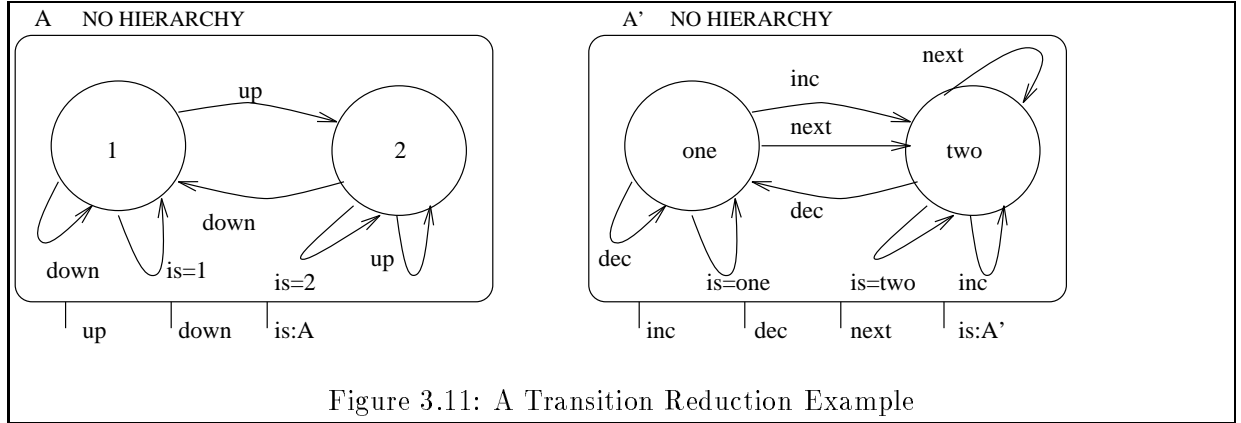 A NO HIERARCHY
A' NO HIERARCHY
up
1
2
down
down
is=1
is=2
up
up
down
is:A
next
inc
next
one
two
dec
dec
is=one
is=two
inc
inc
dec
next
is:A'
Figure 3.11: A Transition Reduction Example